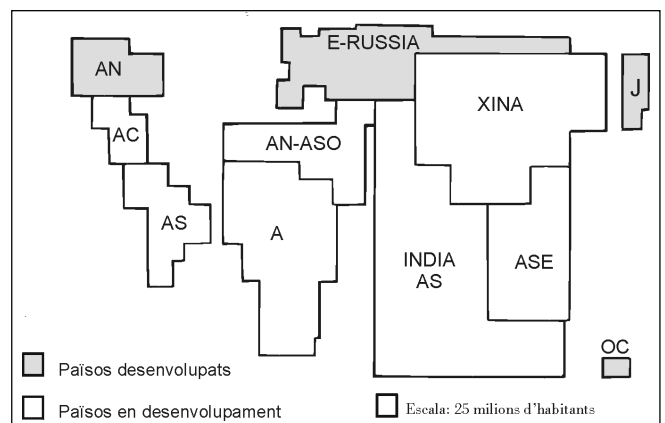 E-RUSSIA
AN
J
XINA
AC
AN-ASO
AS
A
INDIA
AS
ASE
OC
Països desenvolupats
Països en desenvolupament
Escala: 25 milions d'habitants